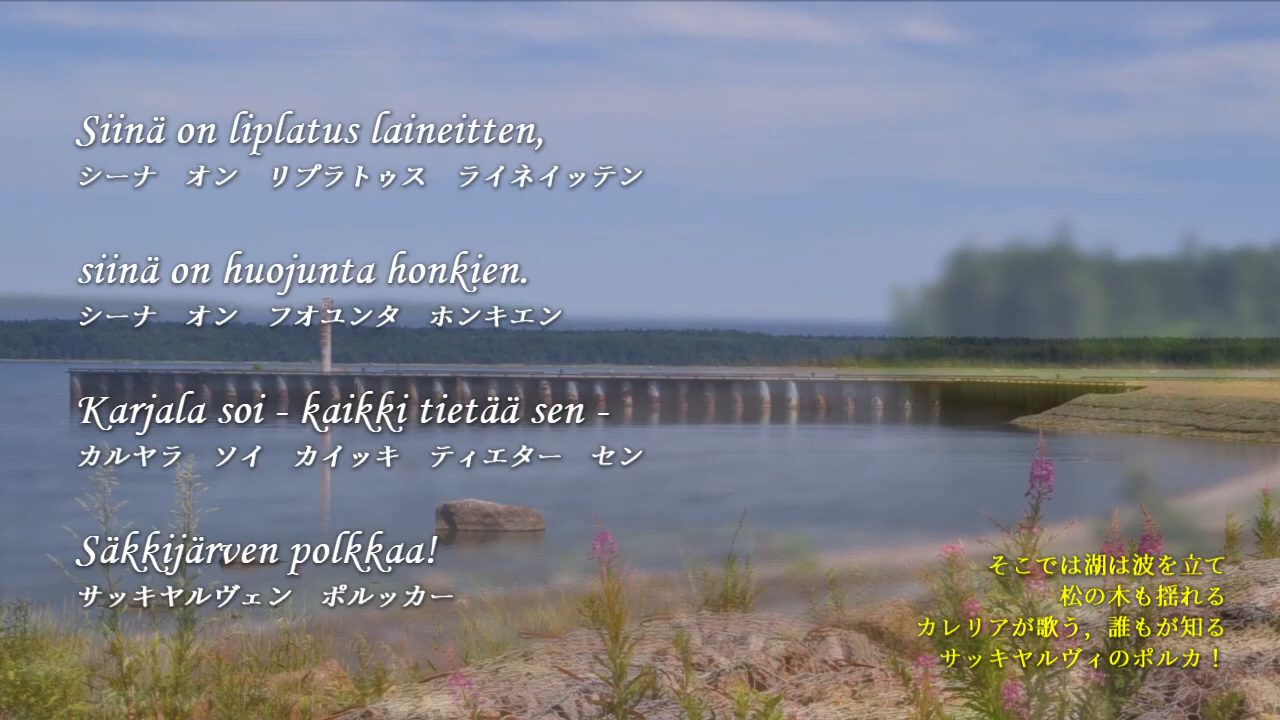 Siinä on liplatus laineitten,
シーナ　オン　リプラトゥス　ライネイッテン
siinä on huojunta honkien.
シーナ　オン　フオユンタ　ホンキエン
Karjala soi - kaikki tietää sen -
カルヤラ　ソイ　カイッキ　ティエター　セン
Säkkijärven polkkaa!
サッキヤルヴェン　ポルッカー
そこでは湖は波を立て
松の木も揺れる
カレリアが歌う，誰もが知る
サッキヤルヴィのポルカ！